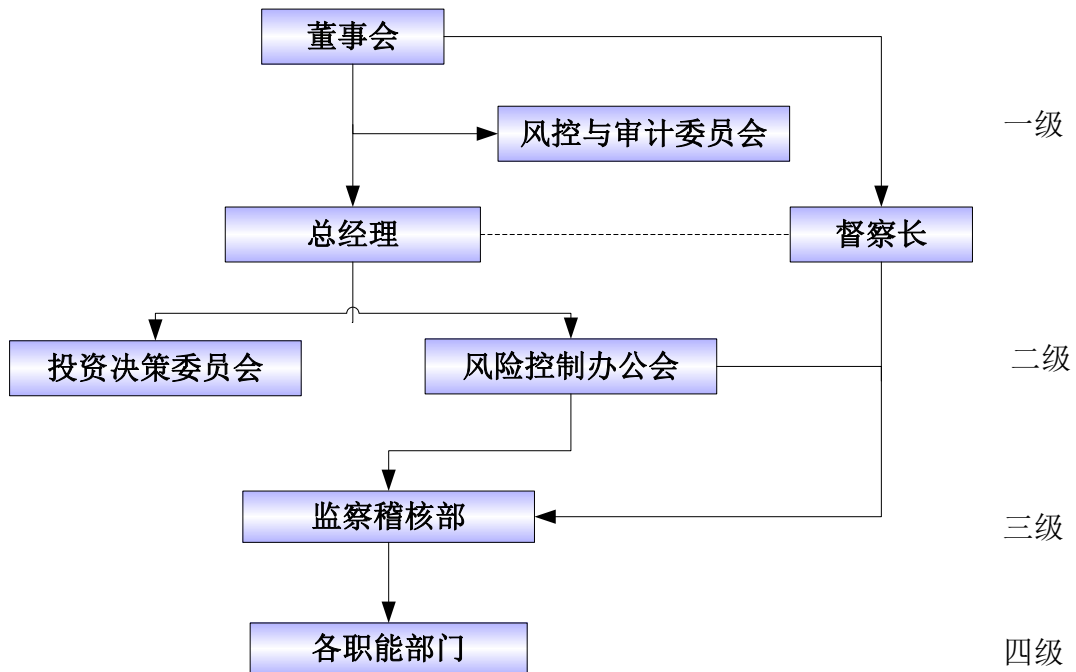 董事会
风控与审计委员会
一级
总经理
督察长
投资决策委员会
风险控制办公会
二级
监察稽核部
三级
各职能部门
四级